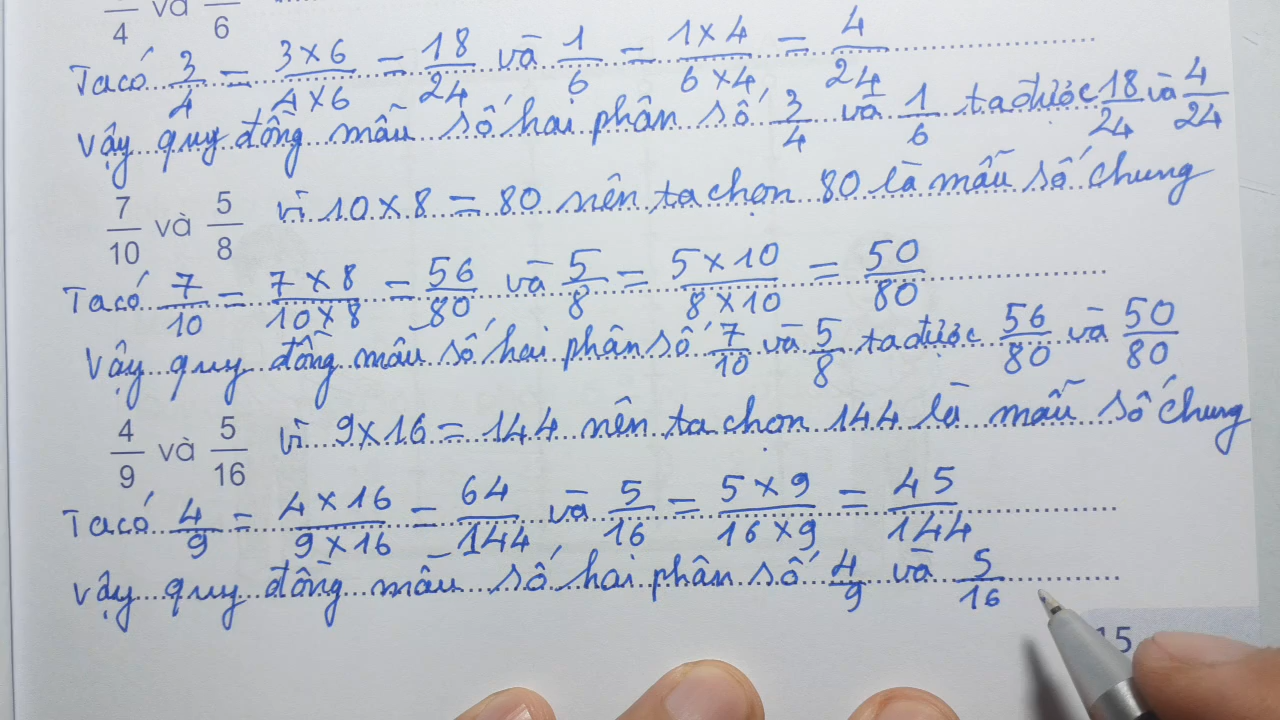 4 và 6
Ta có 3/4 = 3×6/4×6 = 18/24 và 1/6 = 1×4/6×4 = 4/24
Vậy quy đồng mẫu số hai phân số 3/4 và 1/6 ta được 18/24 và 4/24
7/10 và 5/8 vì 10×8 = 80 nên ta chọn 80 là mẫu số chung
Ta có 7/10 = 7×8/10×8 = 56/80 và 5/8 = 5×10/8×10 = 50/80
Vậy quy đồng mẫu số hai phân số 7/10 và 5/8 ta được 56/80 và 50/80
4/9 và 5/16 vì 9×16 = 144 nên ta chọn 144 là mẫu số chung
Ta có 4/9 = 4×16/9×16 = 64/144 và 5/16 = 5×9/16×9 = 45/144
Vậy quy đồng mẫu số hai phân số 4/9 và 5/16
15